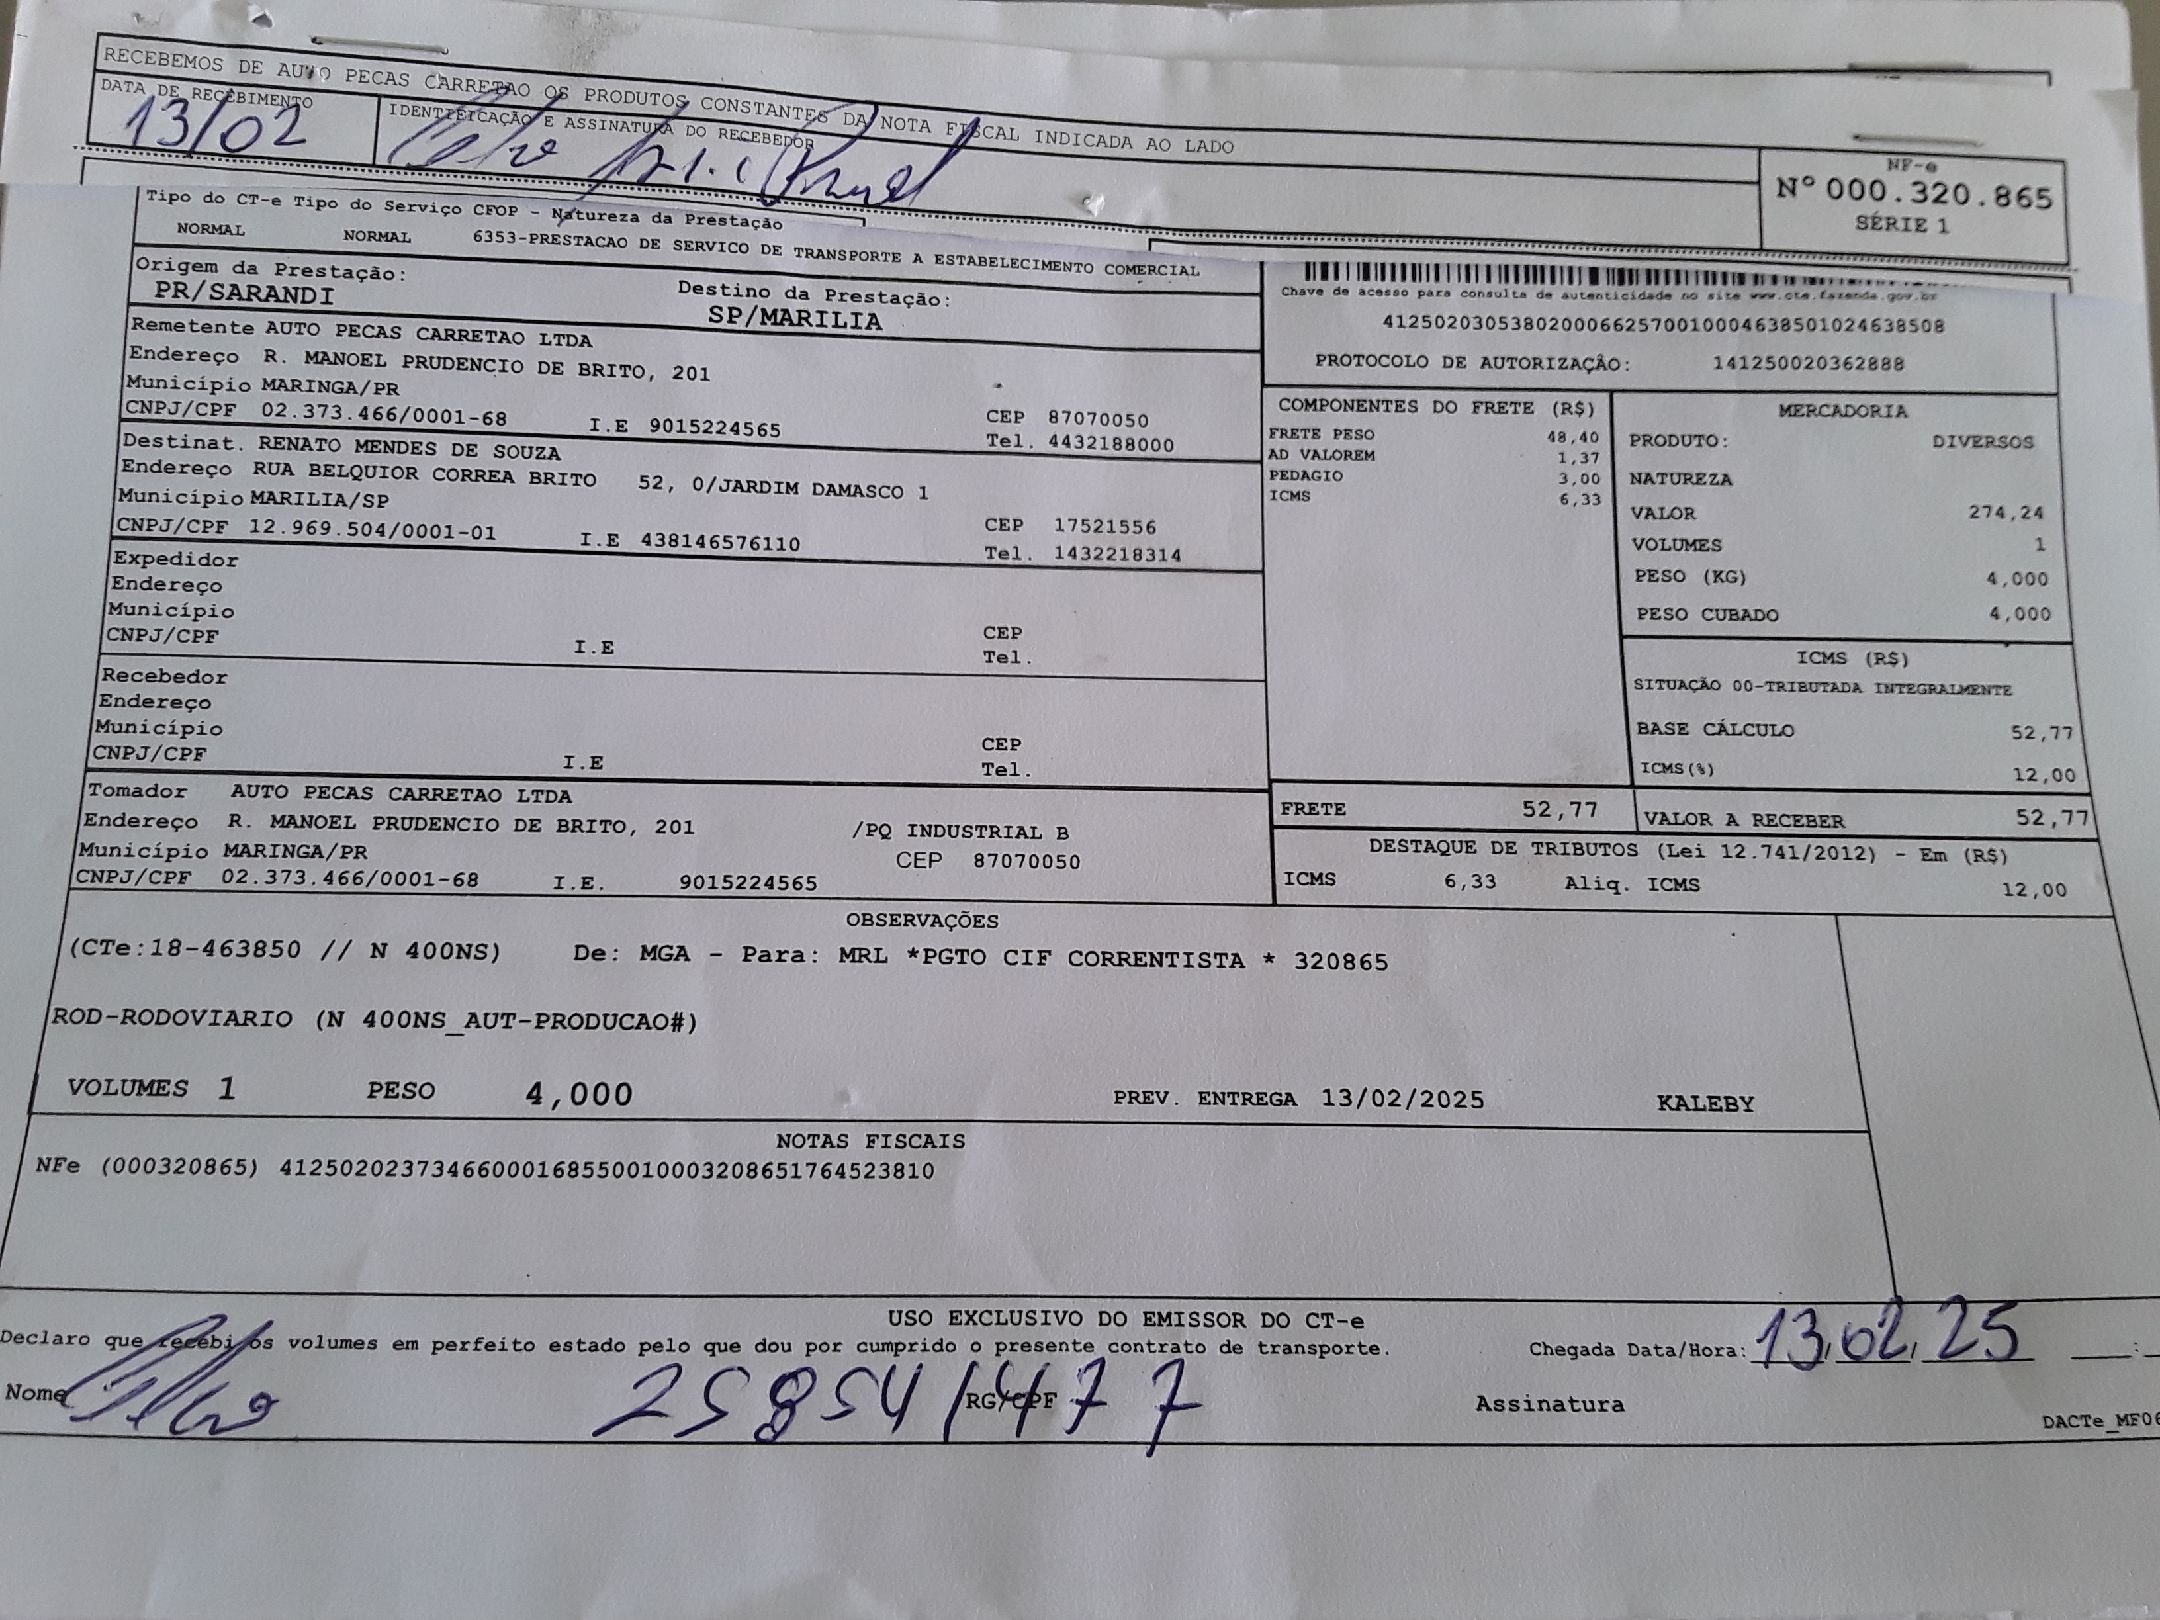 RECEBEMOS DE AUTO PECAS CARRETAO OS PRODUTOS CONSTANTES DA NOTA FISCAL INDICADA AO LADO
DATA DE RECEBIMENTO
13/02
IDENTIFICAÇÃO E ASSINATURA DO RECEBEDOR
NF-e
Nº 000.320.865
SÉRIE 1
Tipo do CT-e Tipo do Serviço CFOP - Natureza da Prestação
NORMAL NORMAL 6353-PRESTACAO DE SERVICO DE TRANSPORTE A ESTABELECIMENTO COMERCIAL
Origem da Prestação: Destino da Prestação:
PR/SARANDI SP/MARILIA
Chave de acesso para consulta de autenticidade no site www.cte.fazenda.gov.br
41250203053802000662570010004638501024638508
PROTOCOLO DE AUTORIZAÇÃO: 141250020362888
Remetente AUTO PECAS CARRETAO LTDA
Endereço R. MANOEL PRUDENCIO DE BRITO, 201
Município MARINGA/PR CEP 87070050
CNPJ/CPF 02.373.466/0001-68 I.E 9015224565 Tel. 4432188000
Destinat. RENATO MENDES DE SOUZA
Endereço RUA BELQUIOR CORREA BRITO 52, 0/JARDIM DAMASCO 1
Município MARILIA/SP CEP 17521556
CNPJ/CPF 12.969.504/0001-01 I.E 438146576110 Tel. 1432218314
Expedidor
Endereço
Município CEP
CNPJ/CPF I.E Tel.
Recebedor
Endereço
Município CEP
CNPJ/CPF I.E Tel.
Tomador AUTO PECAS CARRETAO LTDA
Endereço R. MANOEL PRUDENCIO DE BRITO, 201 /PQ INDUSTRIAL B
Município MARINGA/PR CEP 87070050
CNPJ/CPF 02.373.466/0001-68 I.E. 9015224565
COMPONENTES DO FRETE (R$)
FRETE PESO 48,40
AD VALOREM 1,37
PEDAGIO 3,00
ICMS 6,33
MERCADORIA
PRODUTO: DIVERSOS
NATUREZA
VALOR 274,24
VOLUMES 1
PESO (KG) 4,000
PESO CUBADO 4,000
ICMS (R$)
SITUAÇÃO 00-TRIBUTADA INTEGRALMENTE
BASE CÁLCULO 52,77
ICMS(%) 12,00
FRETE 52,77 VALOR A RECEBER 52,77
DESTAQUE DE TRIBUTOS (Lei 12.741/2012) - Em (R$)
ICMS 6,33 Aliq. ICMS 12,00
OBSERVAÇÕES
(CTe:18-463850 // N 400NS) De: MGA - Para: MRL *PGTO CIF CORRENTISTA * 320865
ROD-RODOVIARIO (N 400NS_AUT-PRODUCAO#)
VOLUMES 1 PESO 4,000 PREV. ENTREGA 13/02/2025 KALEBY
NOTAS FISCAIS
NFe (000320865) 41250202373466000168550010003208651764523810
USO EXCLUSIVO DO EMISSOR DO CT-e
Declaro que recebi os volumes em perfeito estado pelo que dou por cumprido o presente contrato de transporte. Chegada Data/Hora: 13/02/25 :
Nome RG/CPF Assinatura
DACTe_MF06